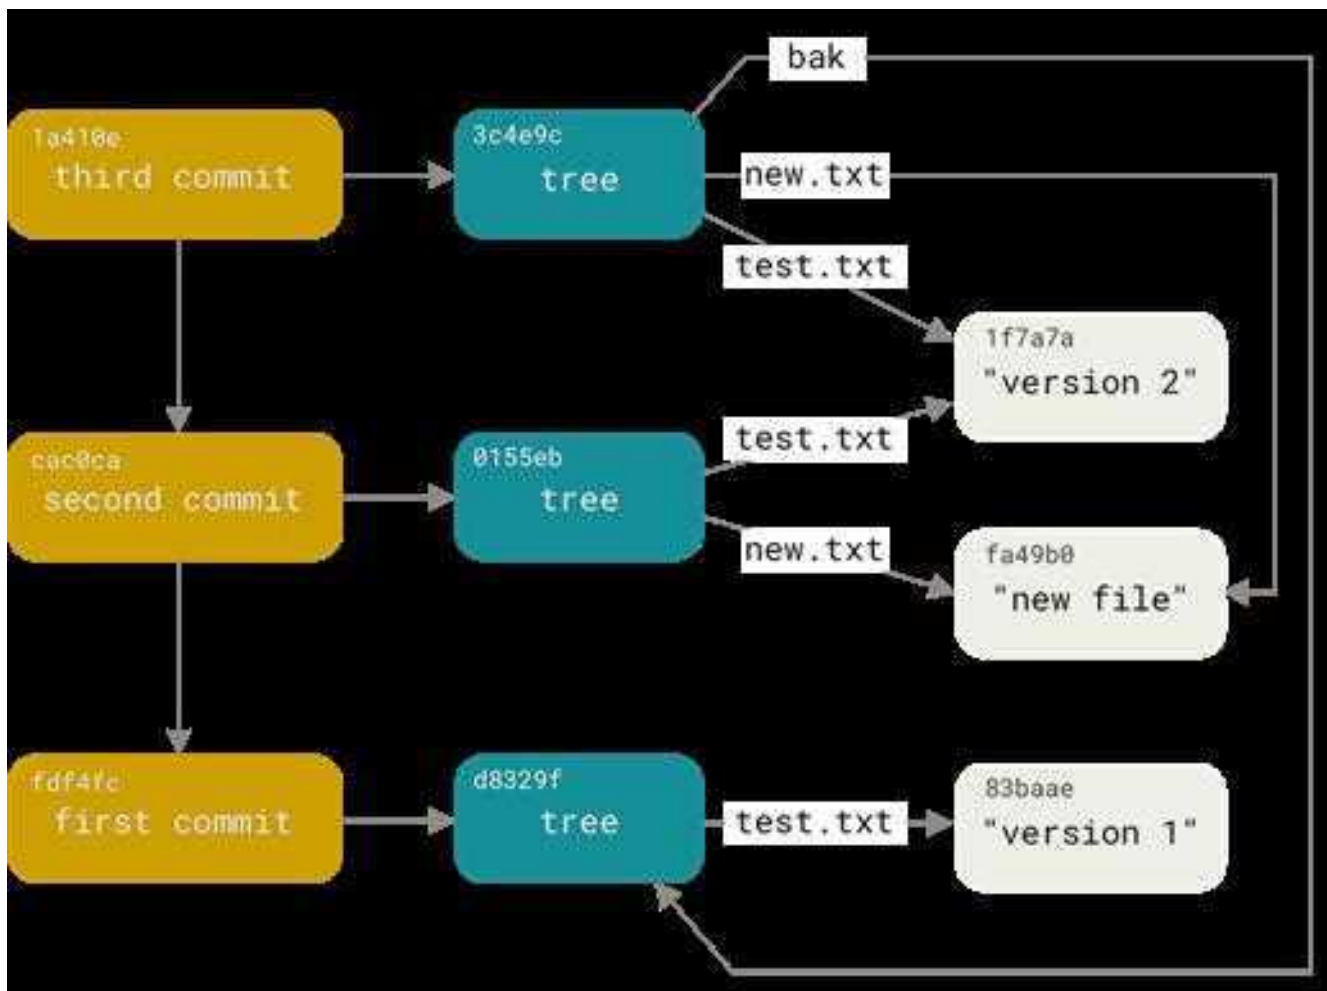 bak
1a410e
third commit
3c4e9c
tree
new.txt
test.txt
1f7a7a
"version 2"
cac0ca
second commit
0155eb
tree
test.txt
new.txt
fa49b0
"new file"
fdf4fc
first commit
d8329f
tree
test.txt
83baae
"version 1"